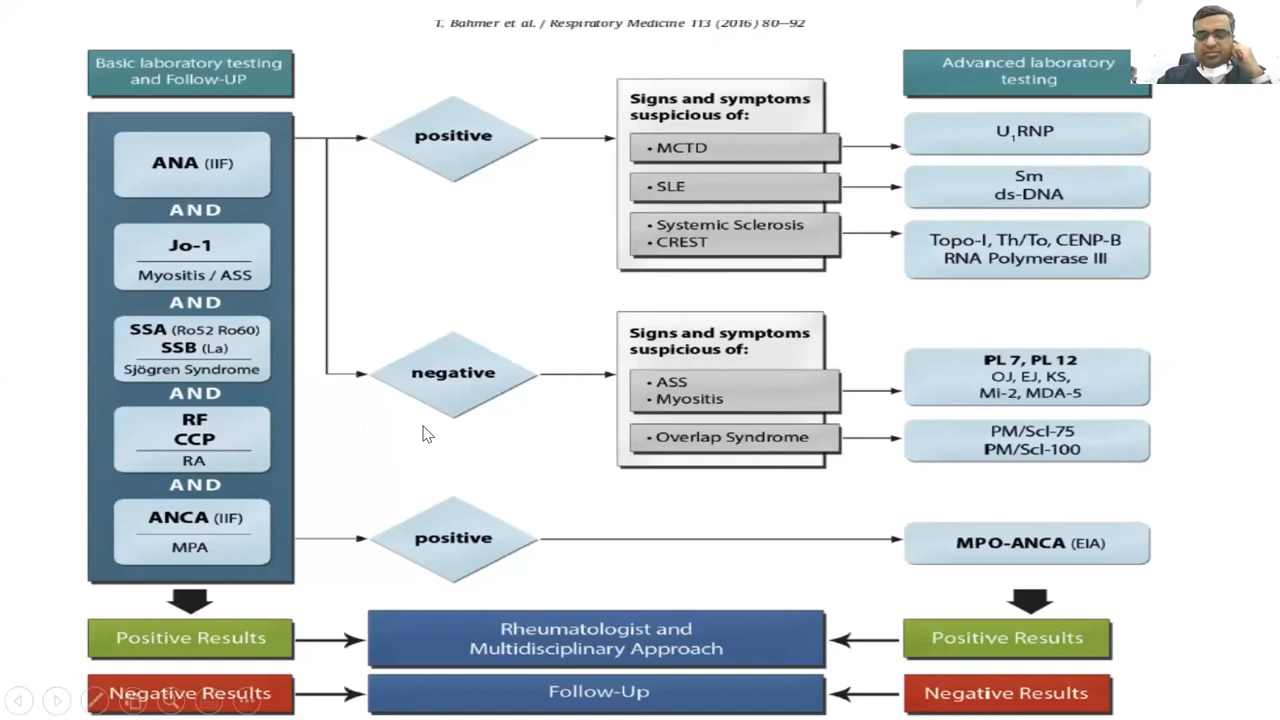 T. Bahmer et al. / Respiratory Medicine 113 (2016) 80–92
Basic laboratory testing
and Follow-UP
ANA (IIF)
AND
Jo-1
Myositis / ASS
AND
SSA (Ro52 Ro60)
SSB (La)
Sjögren Syndrome
AND
RF
CCP
RA
AND
ANCA (IIF)
MPA
positive
negative
positive
Signs and symptoms
suspicious of:
• MCTD
• SLE
• Systemic Sclerosis
• CREST
Signs and symptoms
suspicious of:
• ASS
• Myositis
• Overlap Syndrome
Advanced laboratory
testing
U₁RNP
Sm
ds-DNA
Topo-I, Th/To, CENP-B
RNA Polymerase III
PL 7, PL 12
OJ, EJ, KS,
Mi-2, MDA-5
PM/Scl-75
PM/Scl-100
MPO-ANCA (EIA)
Positive Results
Rheumatologist and
Multidisciplinary Approach
Positive Results
Negative Results
Follow-Up
Negative Results